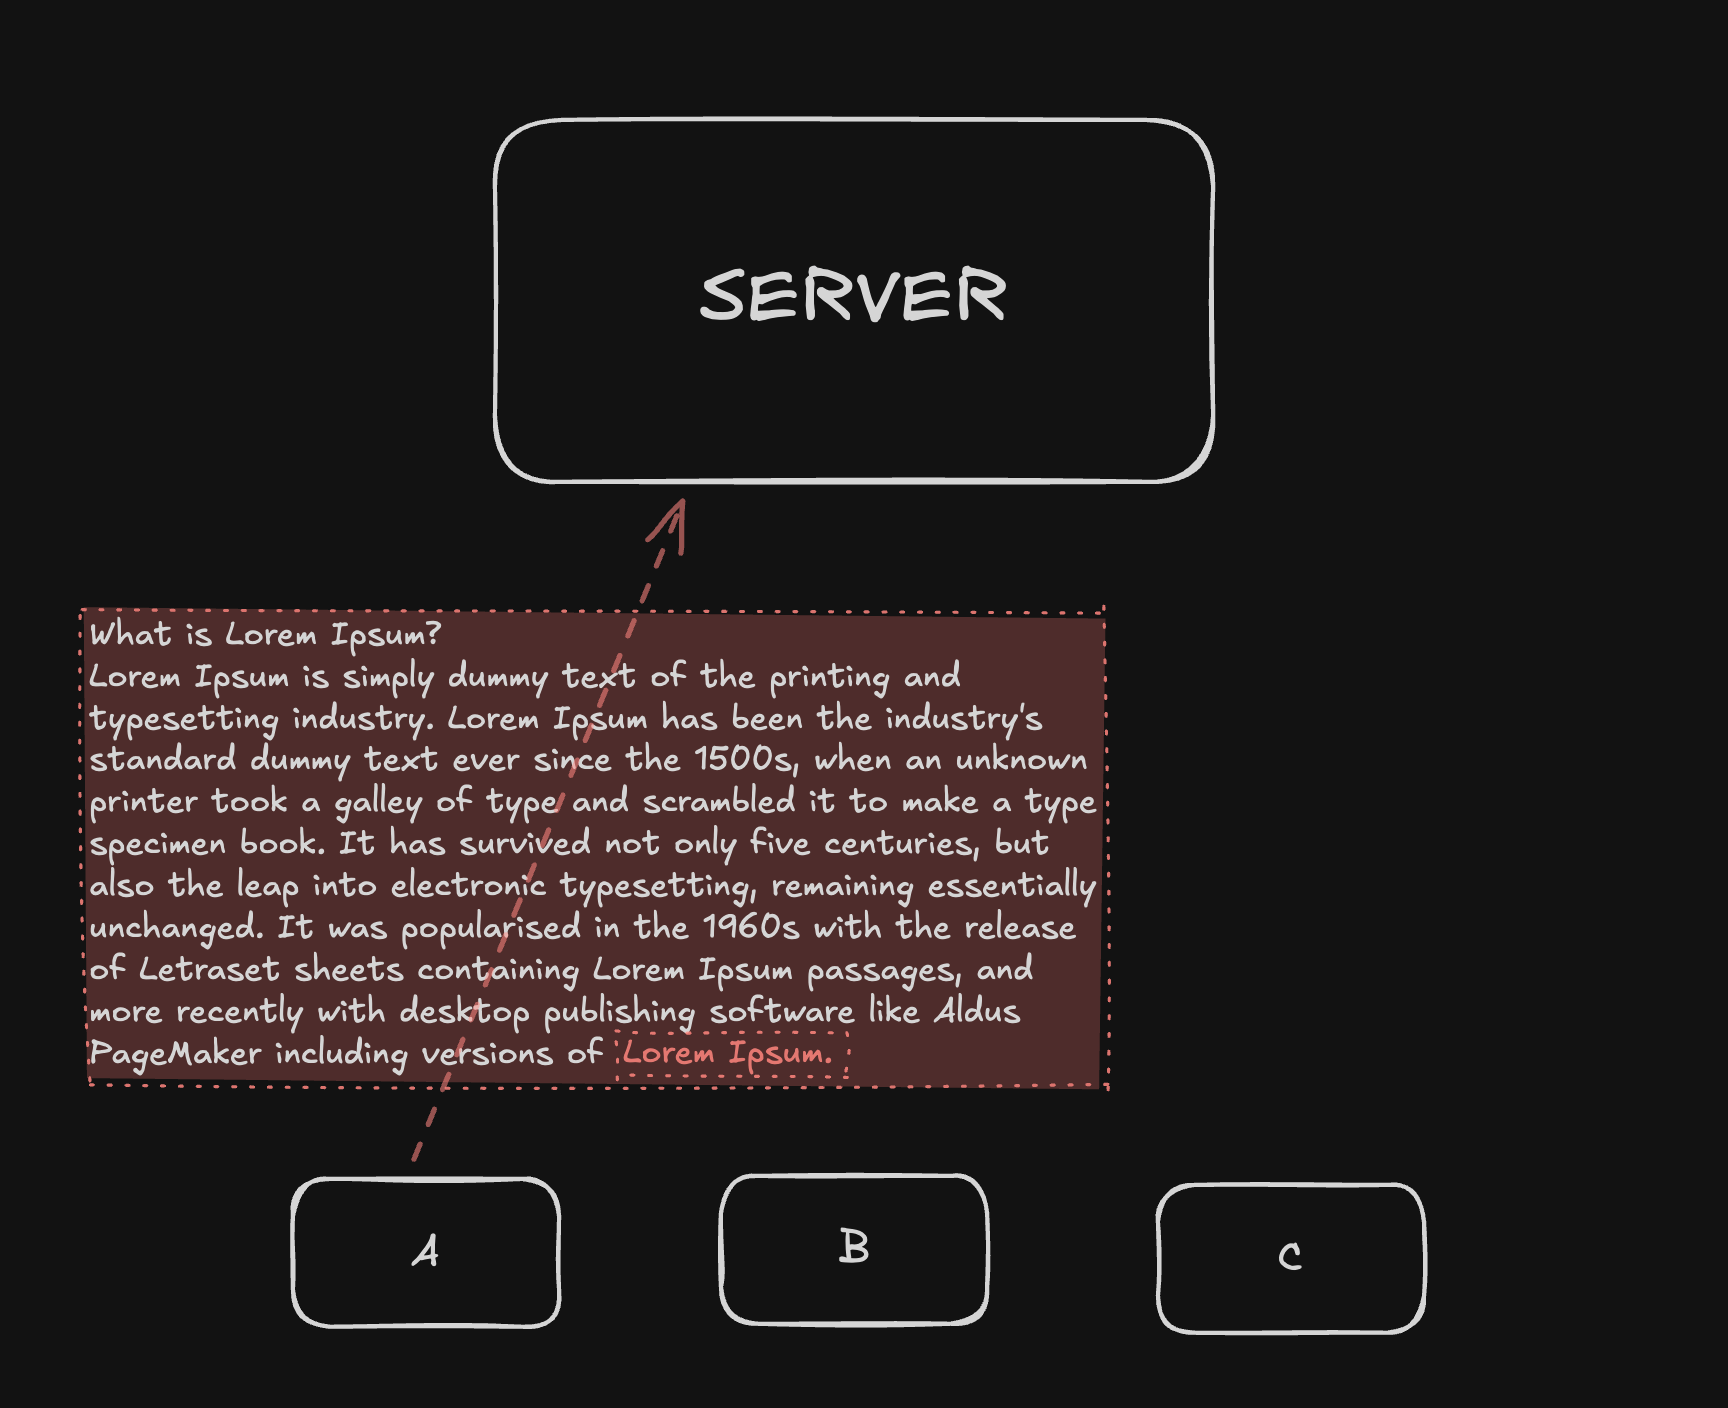 SERVER
What is Lorem Ipsum?
Lorem Ipsum is simply dummy text of the printing and
typesetting industry. Lorem Ipsum has been the industry's
standard dummy text ever since the 1500s, when an unknown
printer took a galley of type and scrambled it to make a type
specimen book. It has survived not only five centuries, but
also the leap into electronic typesetting, remaining essentially
unchanged. It was popularised in the 1960s with the release
of Letraset sheets containing Lorem Ipsum passages, and
more recently with desktop publishing software like Aldus
PageMaker including versions of Lorem Ipsum.
A
B
C